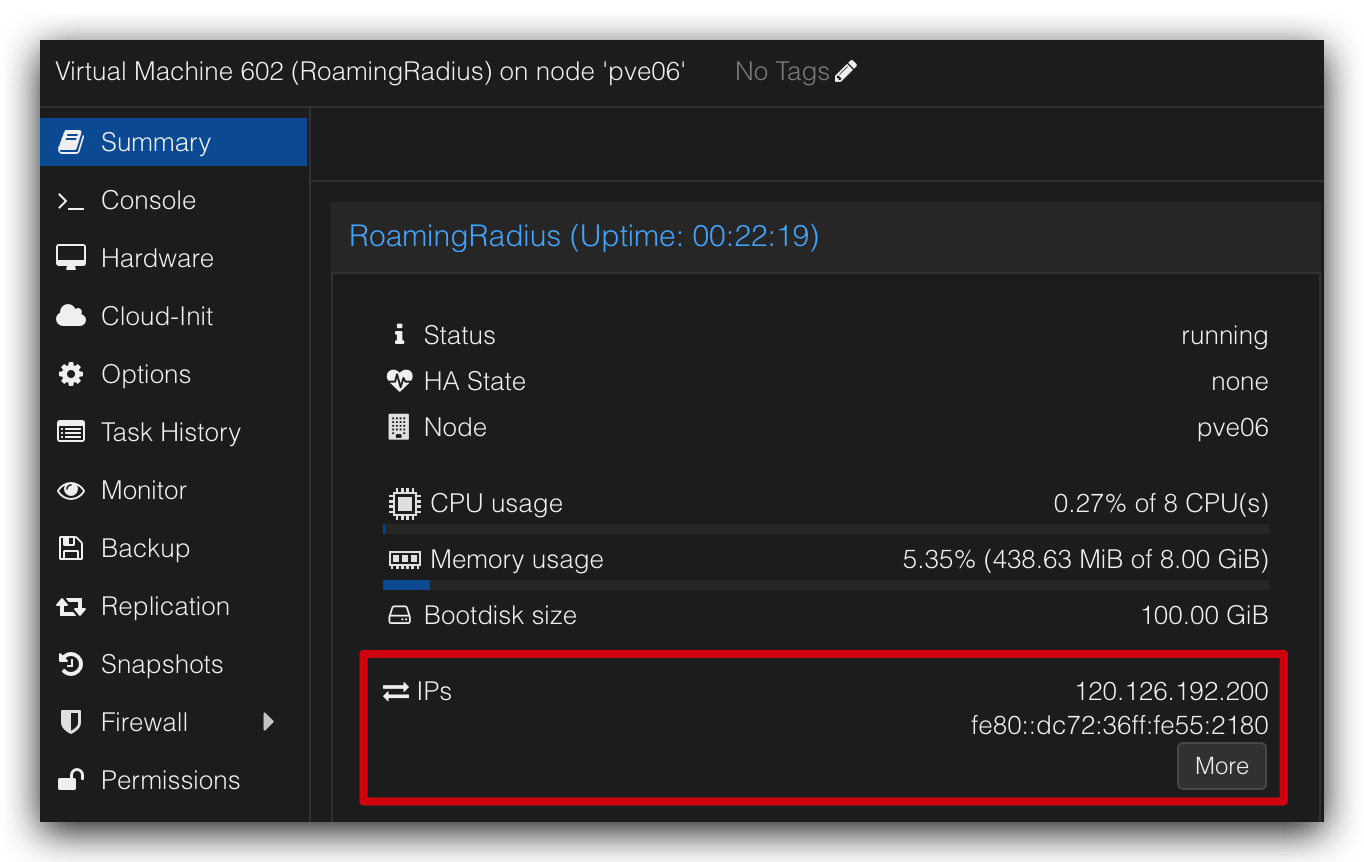 Virtual Machine 602 (RoamingRadius) on node 'pve06' No Tags
Summary
Console
Hardware
Cloud-Init
Options
Task History
Monitor
Backup
Replication
Snapshots
Firewall
Permissions
RoamingRadius (Uptime: 00:22:19)
Status running
HA State none
Node pve06
CPU usage 0.27% of 8 CPU(s)
Memory usage 5.35% (438.63 MiB of 8.00 GiB)
Bootdisk size 100.00 GiB
IPs 120.126.192.200
fe80::dc72:36ff:fe55:2180
More